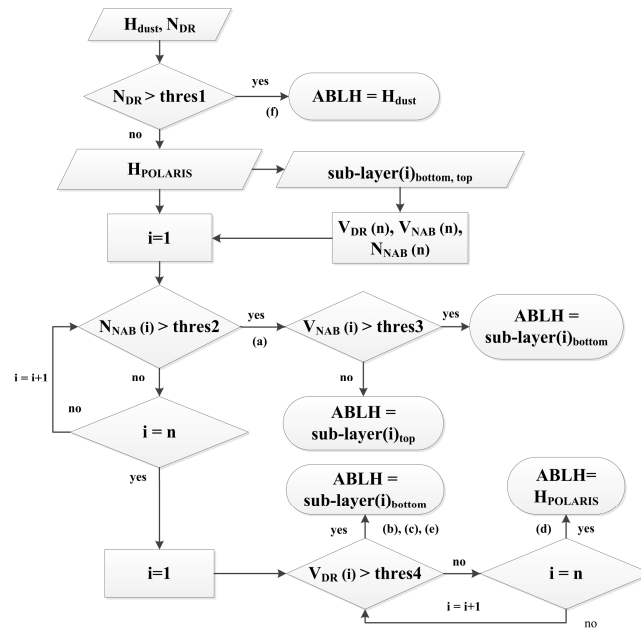 H_dust, N_DR
N_DR > thres1
yes
(f)
ABLH = H_dust
no
H_POLARIS
sub-layer(i)_bottom, top
i=1
V_DR (n), V_NAB (n),
N_NAB (n)
N_NAB (i) > thres2
yes
(a)
V_NAB (i) > thres3
yes
ABLH =
sub-layer(i)_bottom
i = i+1
no
no
no
ABLH =
sub-layer(i)_top
i = n
yes
ABLH =
sub-layer(i)_bottom
ABLH=
H_POLARIS
yes
(b), (c), (e)
(d)
yes
i=1
V_DR (i) > thres4
no
i = n
i = i+1
no